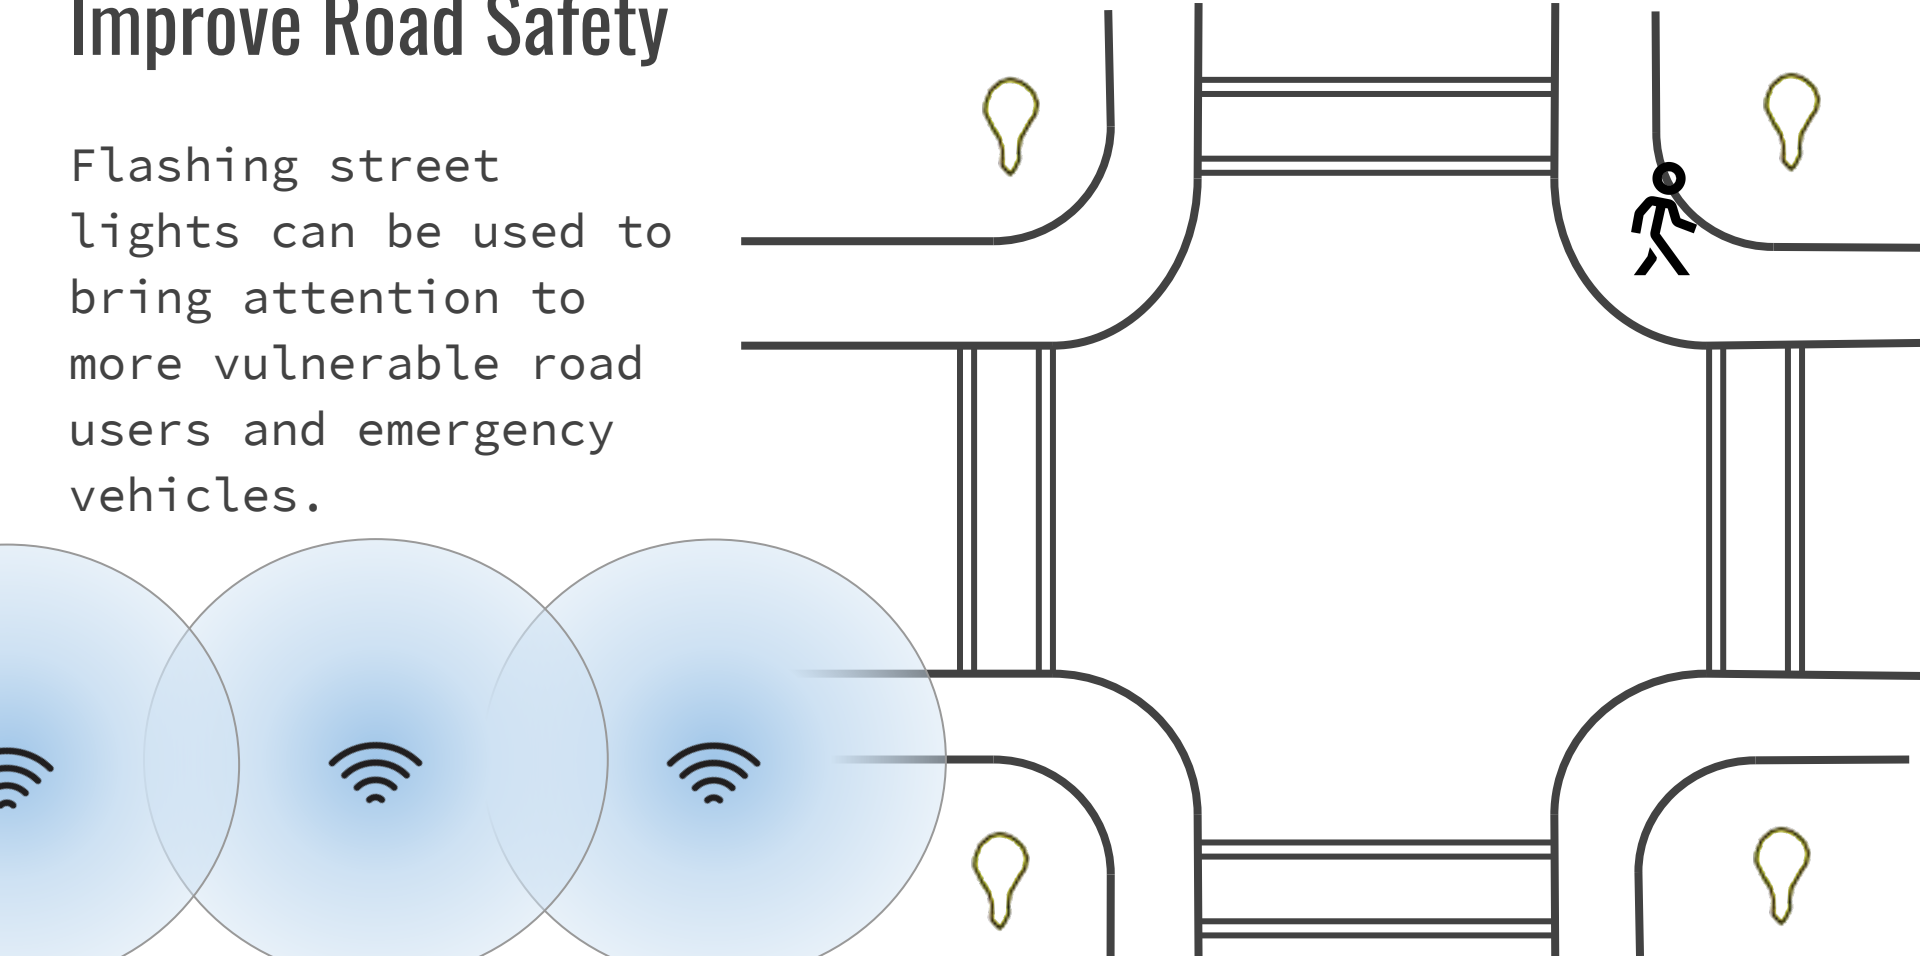 Improve Road Safety
Flashing street
lights can be used to
bring attention to
more vulnerable road
users and emergency
vehicles.